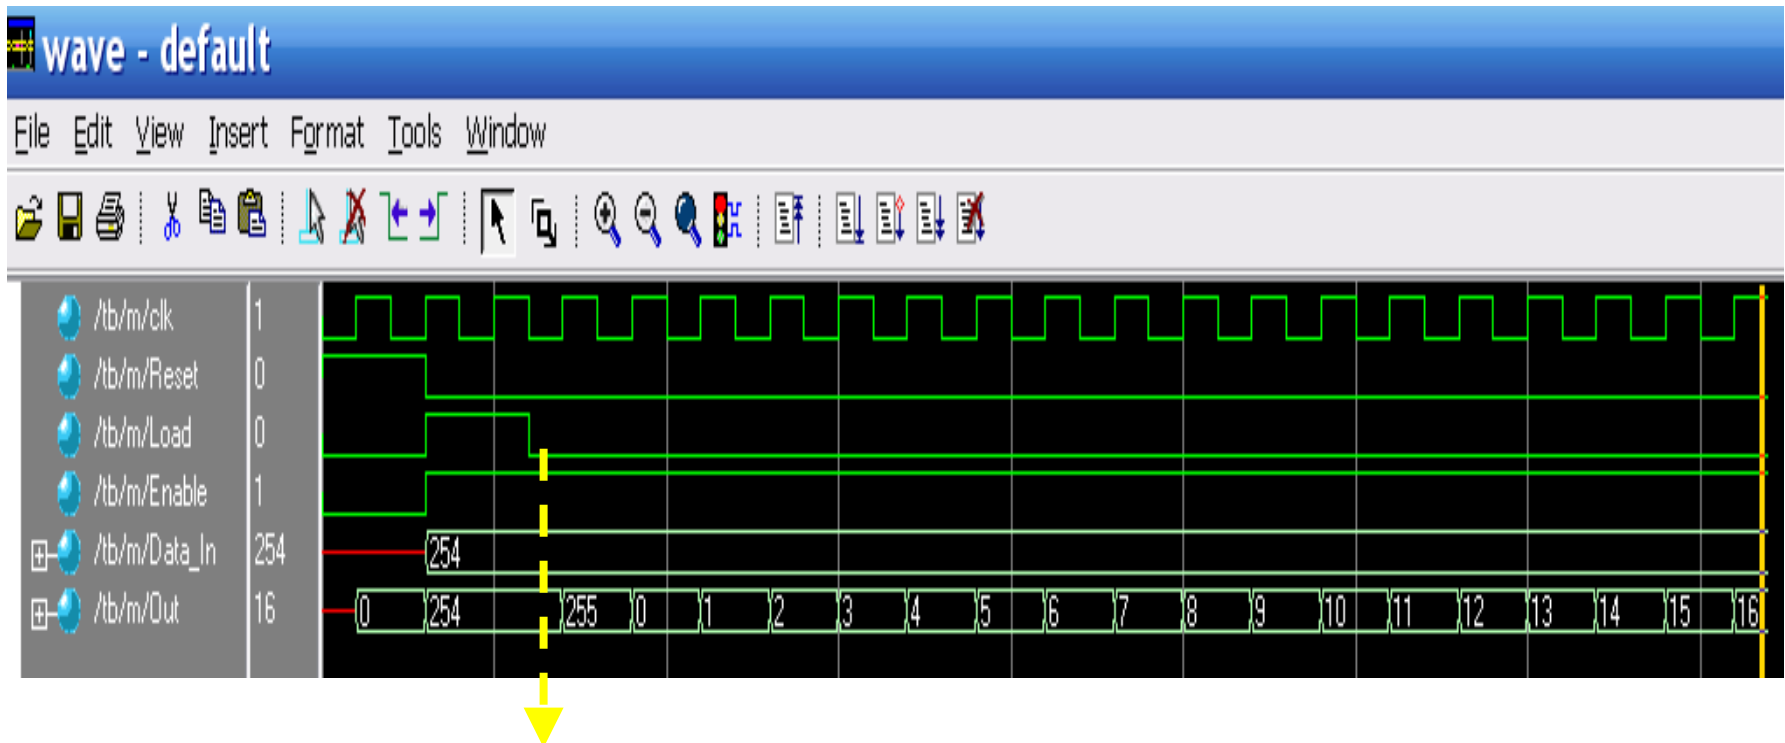 wave - default
File Edit View Insert Format Tools Window
/tb/m/clk 1
/tb/m/Reset 0
/tb/m/Load 0
/tb/m/Enable 1
/tb/m/Data_In 254 254
/tb/m/Out 16 0 254 255 0 1 2 3 4 5 6 7 8 9 10 11 12 13 14 15 16